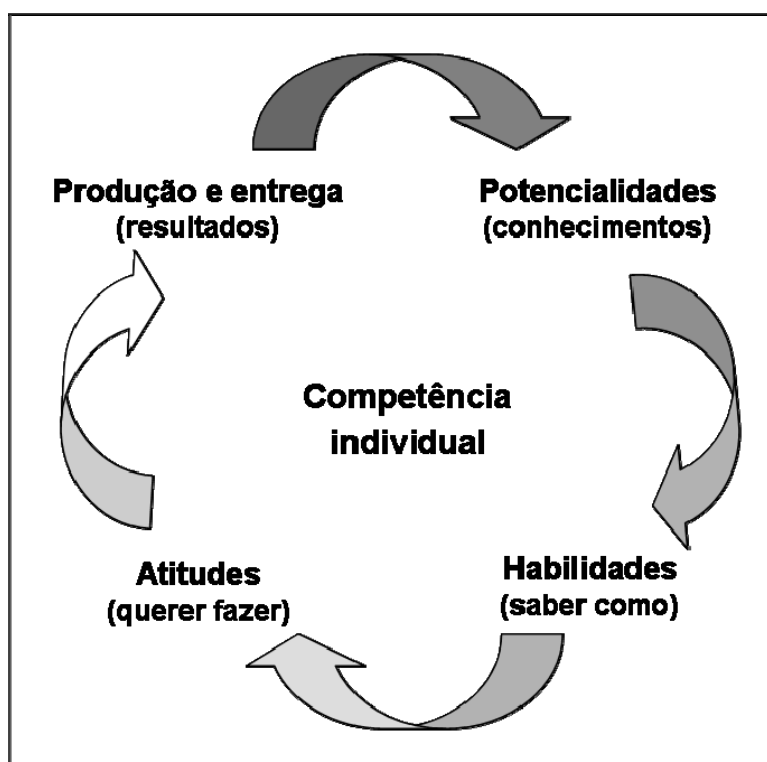 Produção e entrega
(resultados)
Potencialidades
(conhecimentos)
Competência
individual
Atitudes
(querer fazer)
Habilidades
(saber como)